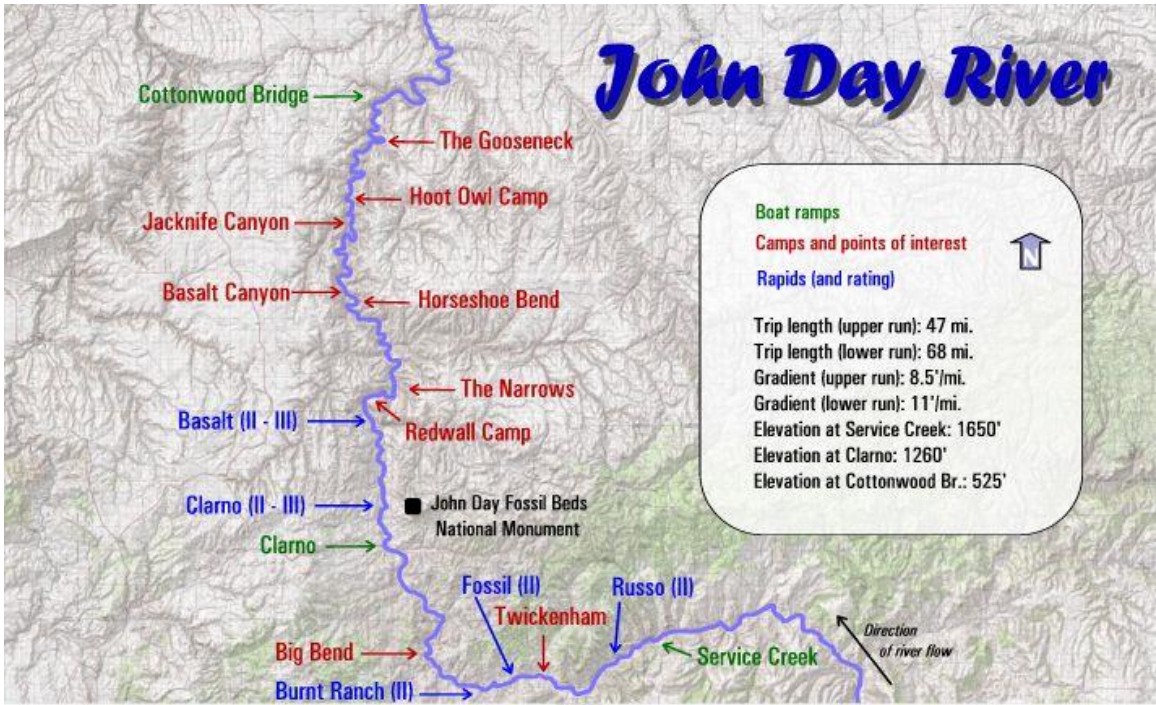 John Day River
Cottonwood Bridge
The Gooseneck
Hoot Owl Camp
Jacknife Canyon
Basalt Canyon
Horseshoe Bend
The Narrows
Basalt (II - III)
Redwall Camp
Clarno (II - III)
John Day Fossil Beds
National Monument
Clarno
Fossil (II)
Russo (II)
Twickenham
Big Bend
Service Creek
Burnt Ranch (II)
Direction
of river flow
Boat ramps
Camps and points of interest
N
Rapids (and rating)
Trip length (upper run): 47 mi.
Trip length (lower run): 68 mi.
Gradient (upper run): 8.5'/mi.
Gradient (lower run): 11'/mi.
Elevation at Service Creek: 1650'
Elevation at Clarno: 1260'
Elevation at Cottonwood Br.: 525'